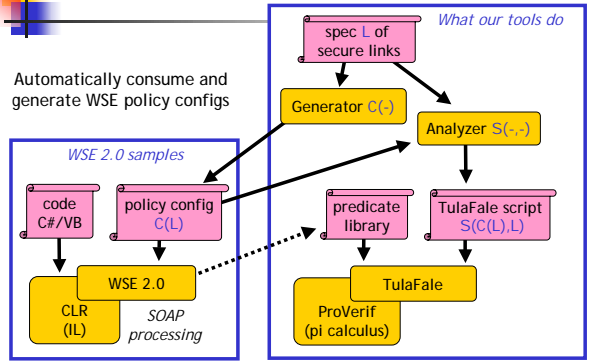 What our tools do
spec L of
secure links
Automatically consume and
generate WSE policy configs
Generator C(-)
Analyzer S(-,-)
WSE 2.0 samples
code
C#/VB
policy config
C(L)
predicate
library
TulaFale script
S(C(L),L)
WSE 2.0
TulaFale
CLR
(IL)
SOAP
processing
ProVerif
(pi calculus)